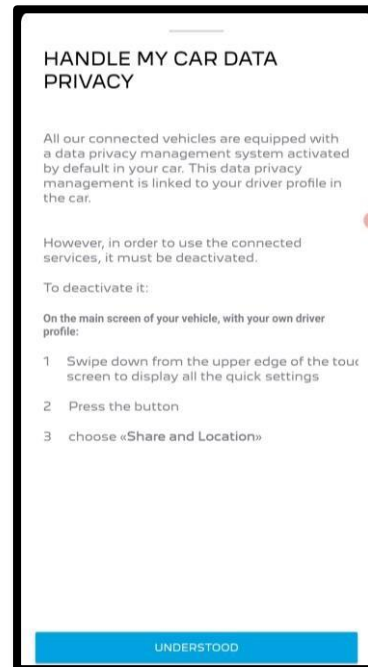 HANDLE MY CAR DATA
PRIVACY
All our connected vehicles are equipped with
a data privacy management system activated
by default in your car. This data privacy
management is linked to your driver profile in
the car.
However, in order to use the connected
services, it must be deactivated.
To deactivate it:
On the main screen of your vehicle, with your own driver
profile:
1 Swipe down from the upper edge of the touc
screen to display all the quick settings
2 Press the button
3 choose «Share and Location»
UNDERSTOOD